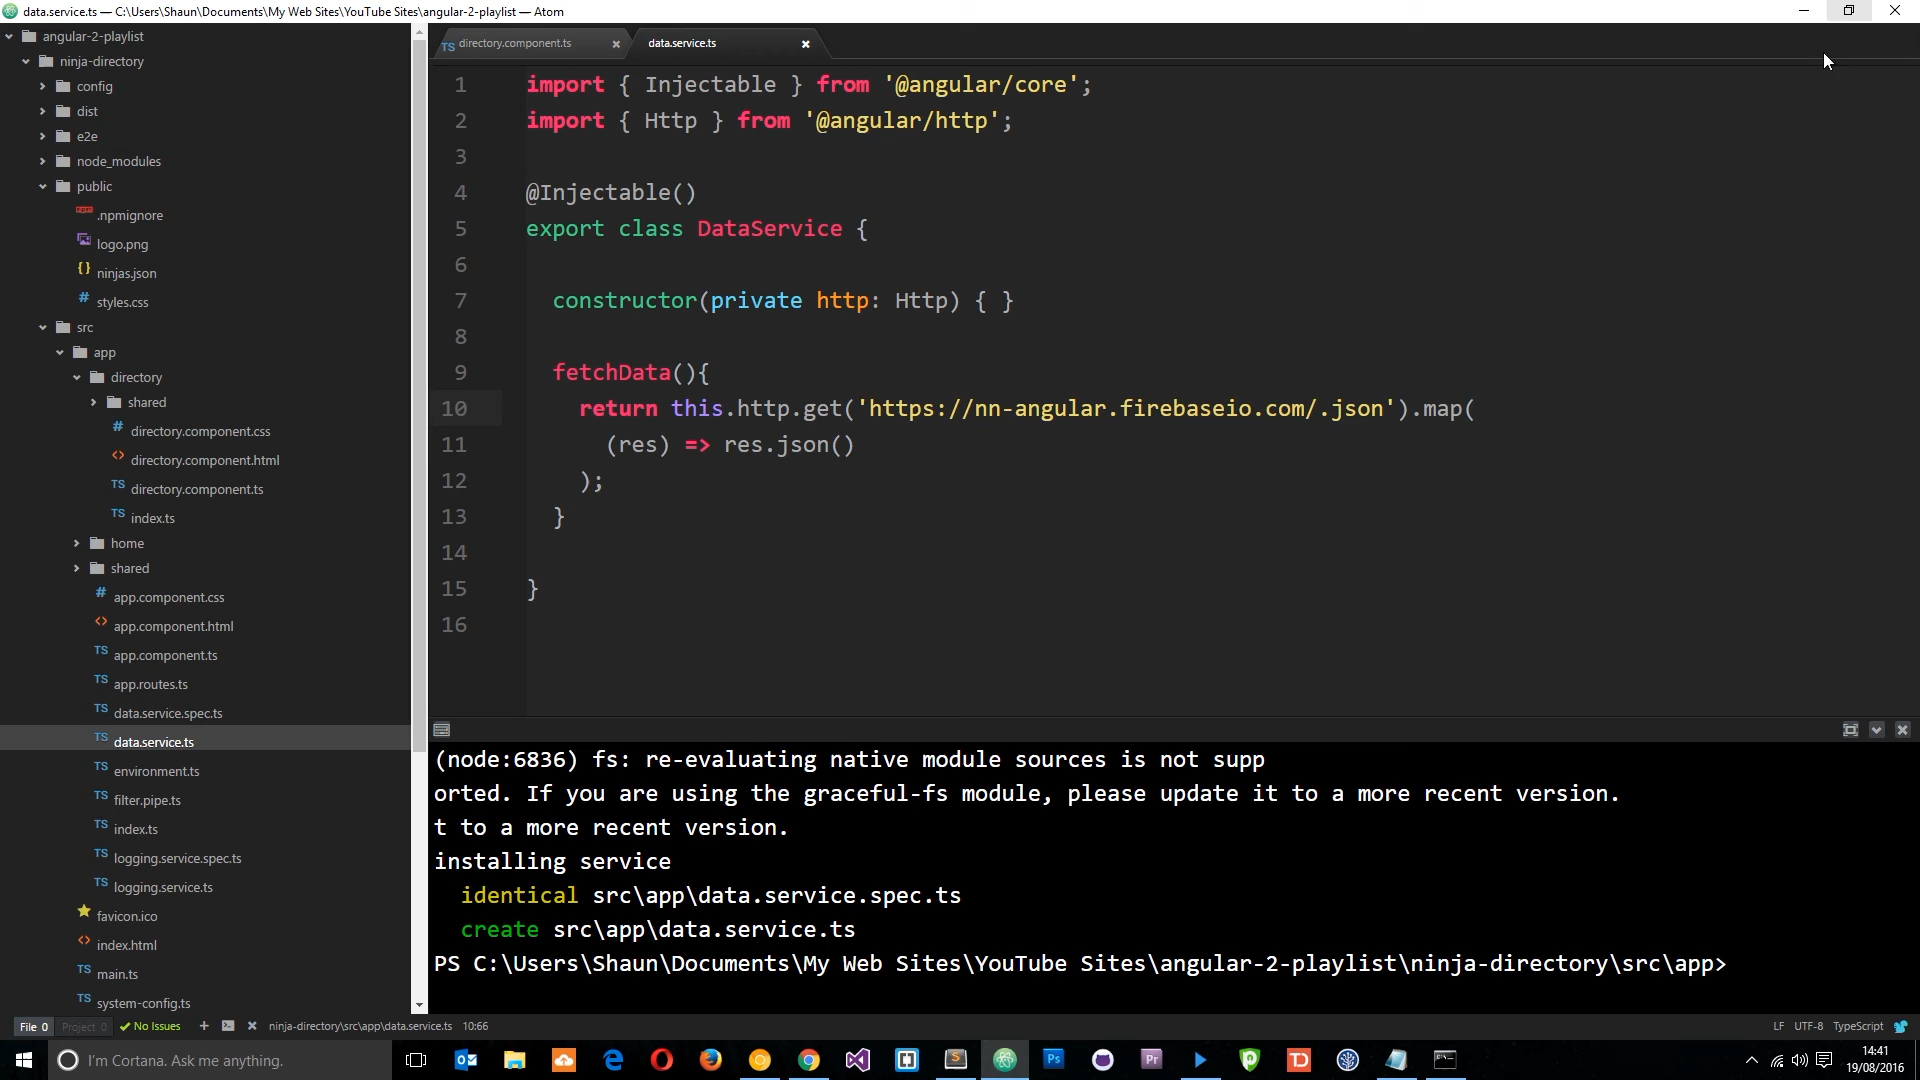 data.service.ts — C:\Users\Shaun\Documents\My Web Sites\YouTube Sites\angular-2-playlist — Atom
angular-2-playlist
ninja-directory
config
dist
e2e
node_modules
public
.npmignore
logo.png
ninjas.json
styles.css
src
app
directory
shared
directory.component.css
directory.component.html
directory.component.ts
index.ts
home
shared
app.component.css
app.component.html
app.component.ts
app.routes.ts
data.service.spec.ts
data.service.ts
environment.ts
filter.pipe.ts
index.ts
logging.service.spec.ts
logging.service.ts
favicon.ico
index.html
main.ts
system-config.ts
TS directory.component.ts
data.service.ts
1 import { Injectable } from '@angular/core';
2 import { Http } from '@angular/http';
3
4 @Injectable()
5 export class DataService {
6
7 constructor(private http: Http) { }
8
9 fetchData(){
10 return this.http.get('https://nn-angular.firebaseio.com/.json').map(
11 (res) => res.json()
12 );
13 }
14
15 }
16
(node:6836) fs: re-evaluating native module sources is not supp
orted. If you are using the graceful-fs module, please update it to a more recent version.
t to a more recent version.
installing service
identical src\app\data.service.spec.ts
create src\app\data.service.ts
PS C:\Users\Shaun\Documents\My Web Sites\YouTube Sites\angular-2-playlist\ninja-directory\src\app>
File 0 Project 0 No Issues ninja-directory\src\app\data.service.ts 10:66 LF UTF-8 TypeScript
I'm Cortana. Ask me anything.
14:41
19/08/2016